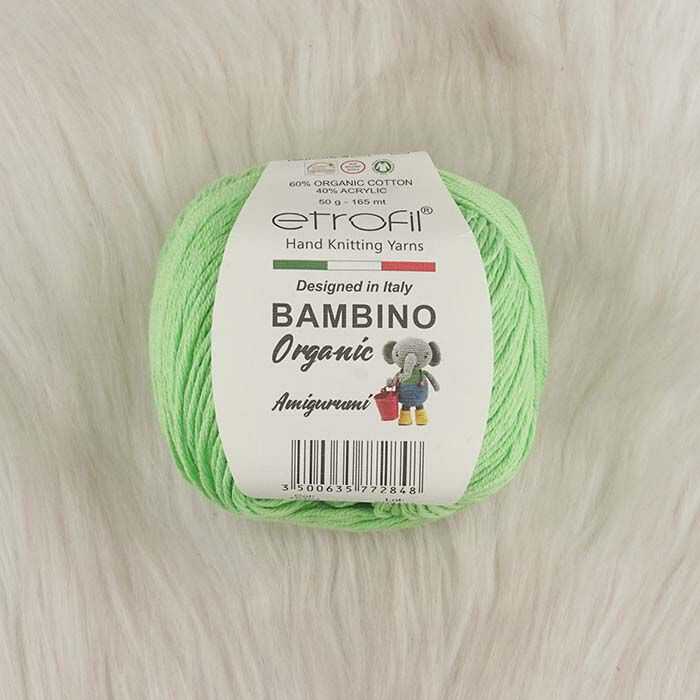 60% ORGANIC COTTON
40% ACRYLIC
50 g - 165 mt
etrofil®
Hand Knitting Yarns
Designed in Italy
BAMBINO
Organic
Amigurumi
3 500635 772848
Lot: